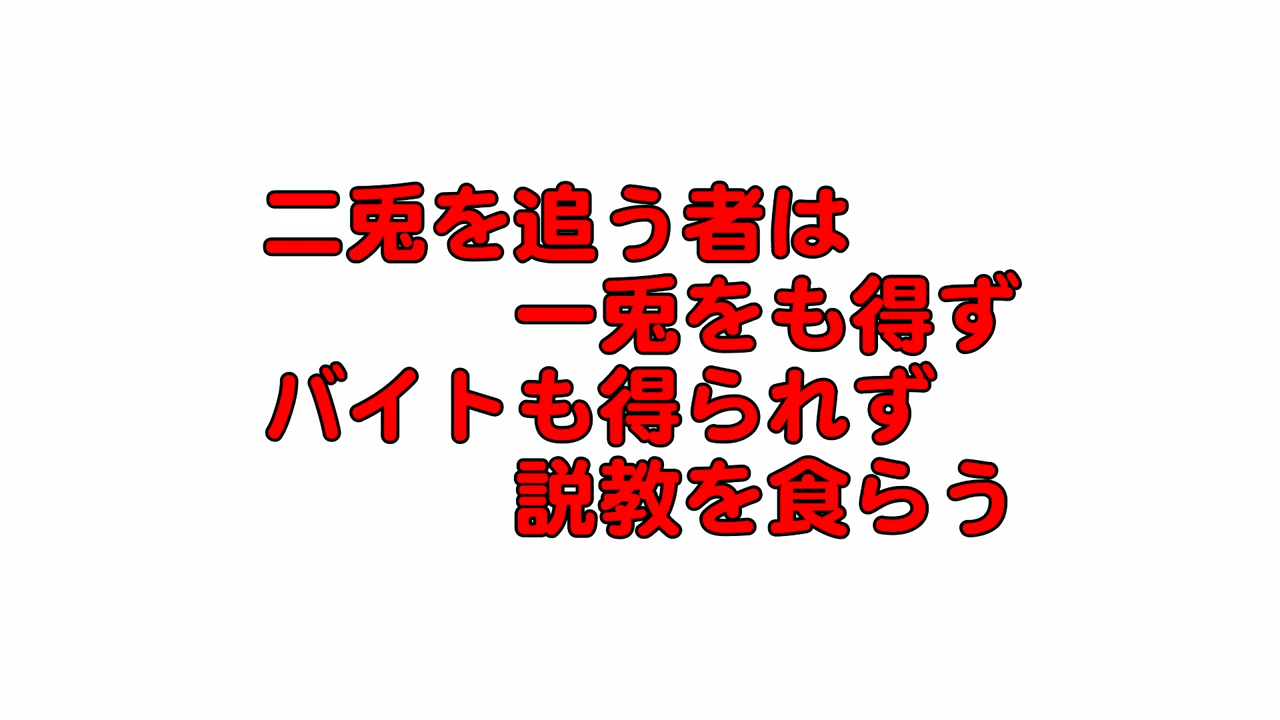 二兎を追う者は
一兎をも得ず
バイトも得られず
説教を食らう